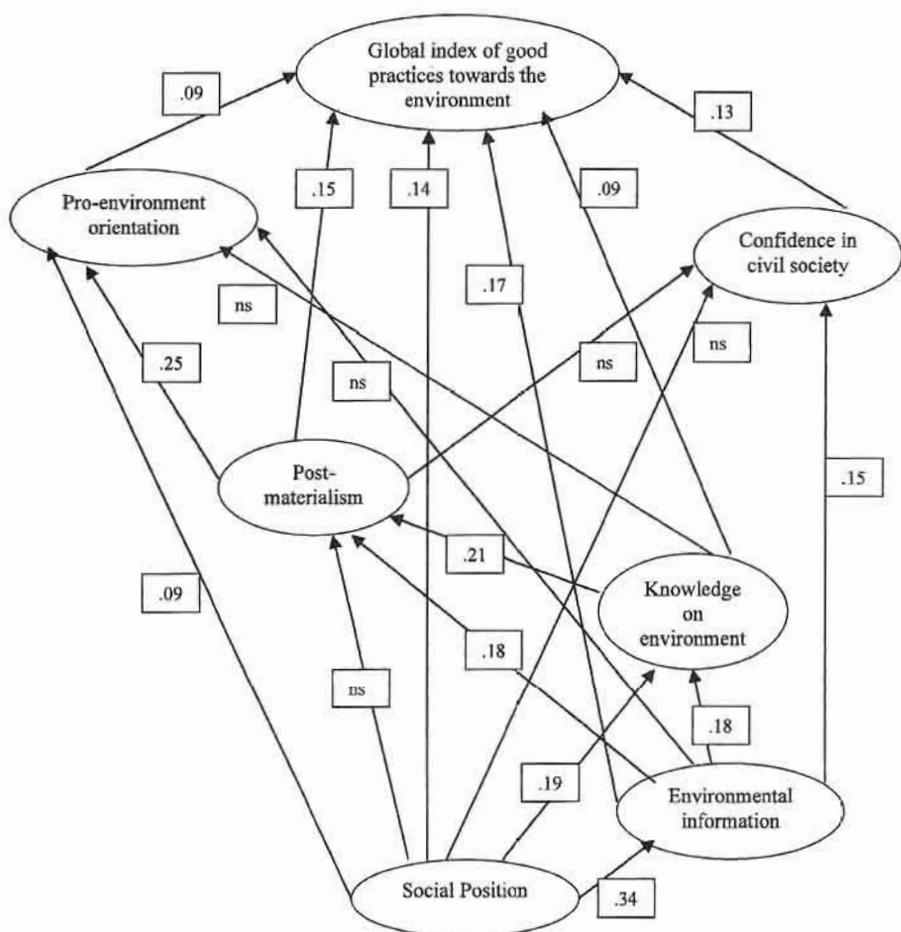 Global index of good
practices towards the
environment
.09
.13
.15
.14
.09
Pro-environment
orientation
Confidence in
civil society
.17
ns
ns
ns
.25
ns
Post-
materialism
.15
.21
.09
Knowledge
on
environment
.18
ns
.18
.19
Environmental
information
Social Position
.34